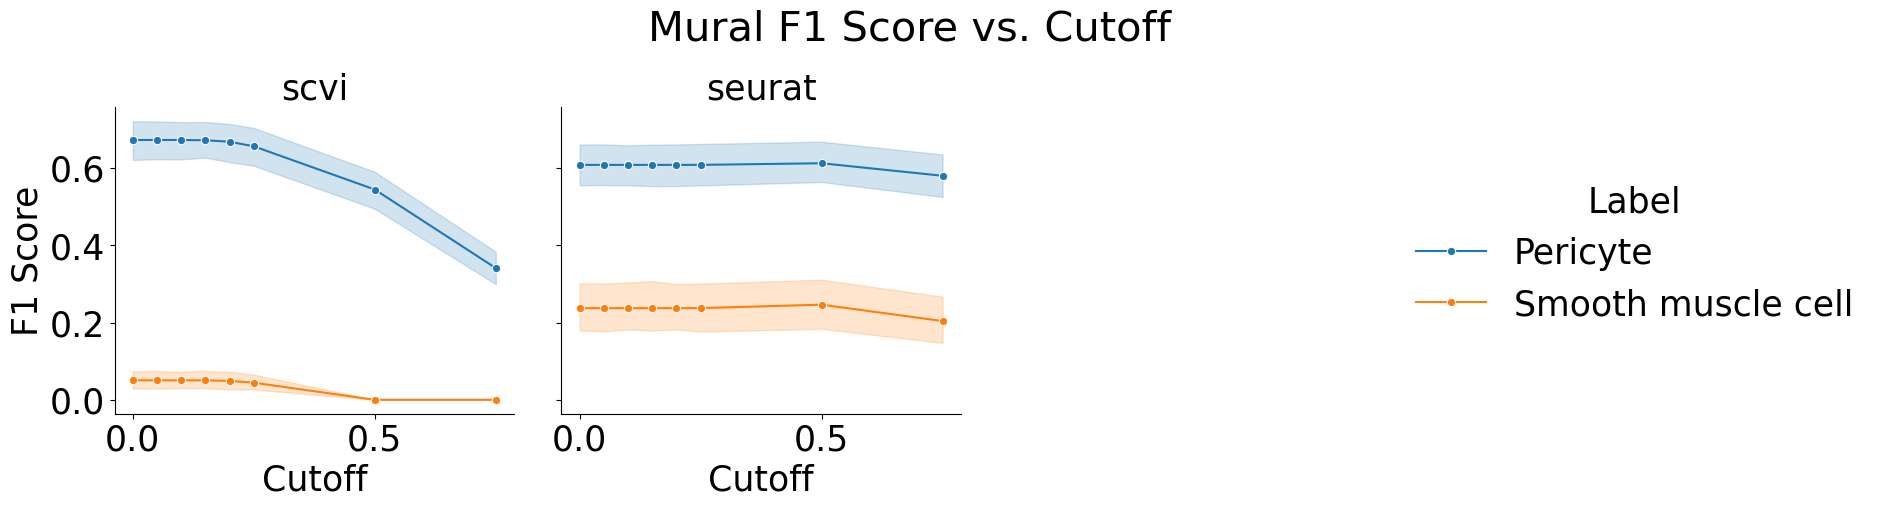 Mural F1 Score vs. Cutoff
scvi
seurat
F1 Score
0.6
0.4
0.2
0.0
0.0
0.5
0.0
0.5
Cutoff
Cutoff
Label
Pericyte
Smooth muscle cell